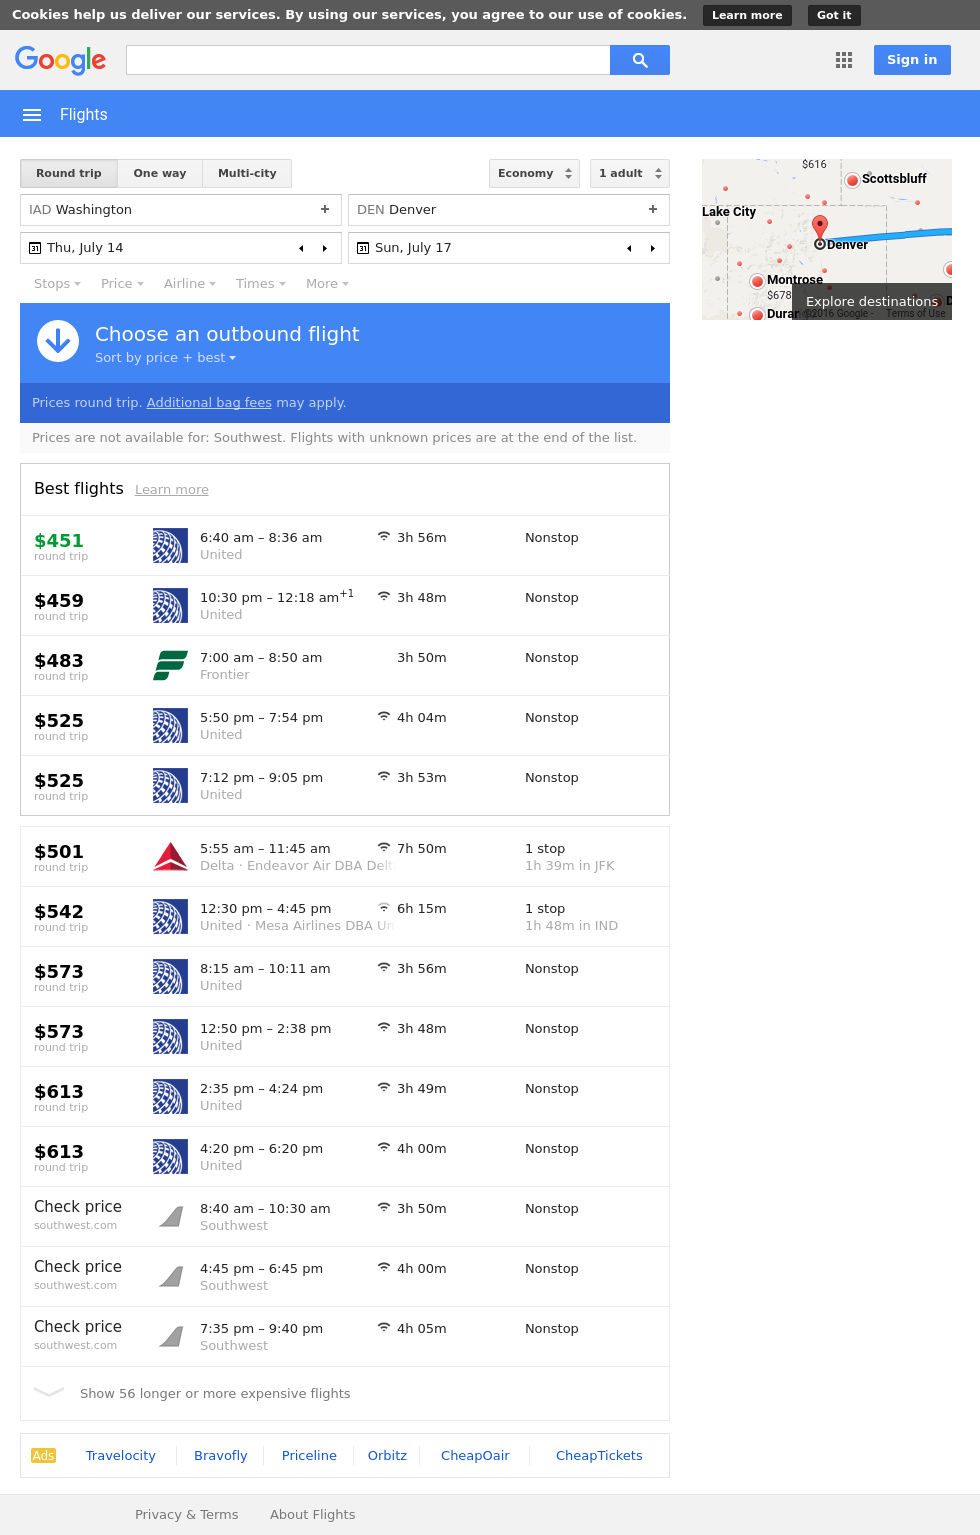 Cookies help us deliver our services. By using our services, you agree to our use of cookies. Learn more Got it
Google
Sign in
Flights
Round trip One way Multi-city Economy 1 adult
IAD Washington + DEN Denver +
31 Thu, July 14 31 Sun, July 17
Stops Price Airline Times More
$616
Scottsbluff
Lake City
Denver
Montrose
$678
Explore destinations
©2016 Google - Terms of Use
Choose an outbound flight
Sort by price + best
Prices round trip. Additional bag fees may apply.
Prices are not available for: Southwest. Flights with unknown prices are at the end of the list.
Best flights Learn more
$451 6:40 am – 8:36 am 3h 56m Nonstop
round trip United
$459 10:30 pm – 12:18 am+1 3h 48m Nonstop
round trip United
$483 7:00 am – 8:50 am 3h 50m Nonstop
round trip Frontier
$525 5:50 pm – 7:54 pm 4h 04m Nonstop
round trip United
$525 7:12 pm – 9:05 pm 3h 53m Nonstop
round trip United
$501 5:55 am – 11:45 am 7h 50m 1 stop
round trip Delta · Endeavor Air DBA Delt 1h 39m in JFK
$542 12:30 pm – 4:45 pm 6h 15m 1 stop
round trip United · Mesa Airlines DBA Un 1h 48m in IND
$573 8:15 am – 10:11 am 3h 56m Nonstop
round trip United
$573 12:50 pm – 2:38 pm 3h 48m Nonstop
round trip United
$613 2:35 pm – 4:24 pm 3h 49m Nonstop
round trip United
$613 4:20 pm – 6:20 pm 4h 00m Nonstop
round trip United
Check price 8:40 am – 10:30 am 3h 50m Nonstop
southwest.com Southwest
Check price 4:45 pm – 6:45 pm 4h 00m Nonstop
southwest.com Southwest
Check price 7:35 pm – 9:40 pm 4h 05m Nonstop
southwest.com Southwest
Show 56 longer or more expensive flights
Ads Travelocity Bravofly Priceline Orbitz CheapOair CheapTickets
Privacy & Terms About Flights